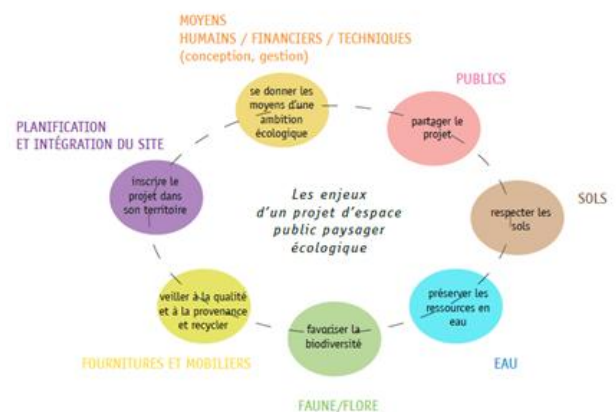 MOYENS
HUMAINS / FINANCIERS / TECHNIQUES
(conception, gestion)
se donner les
moyens d'une
ambition
écologique
PUBLICS
partager le
projet
SOLS
respecter les
sols
EAU
préserver les
ressources en
eau
FAUNE/FLORE
favoriser la
biodiversité
FOURNITURES ET MOBILIERS
veiller à la qualité
et à la provenance
et recycler
PLANIFICATION
ET INTÉGRATION DU SITE
inscrire le
projet dans
son territoire
Les enjeux
d'un projet d'espace
public paysager
écologique